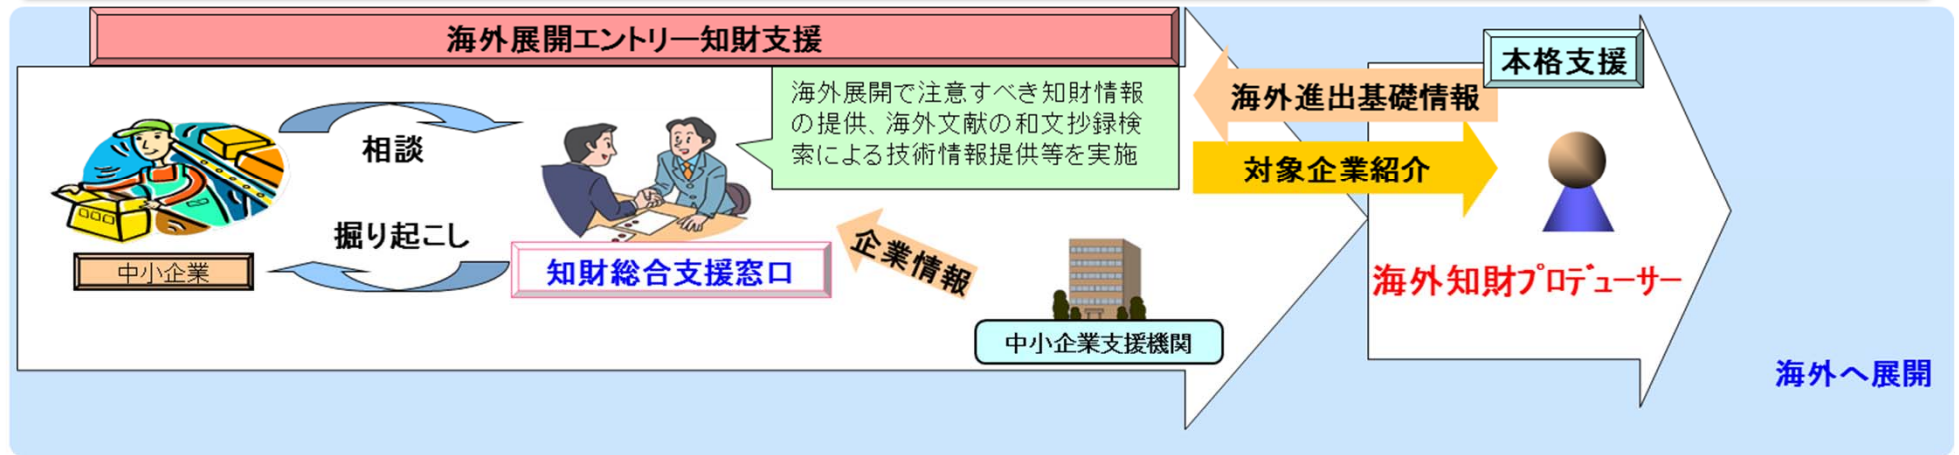 海外展開エントリー知財支援
海外展開で注意すべき知財情報
の提供、海外文献の和文抄録検
索による技術情報提供等を実施
相談
掘り起こし
中小企業
知財総合支援窓口
企業情報
中小企業支援機関
本格支援
海外進出基礎情報
対象企業紹介
海外知財プロデューサー
海外へ展開